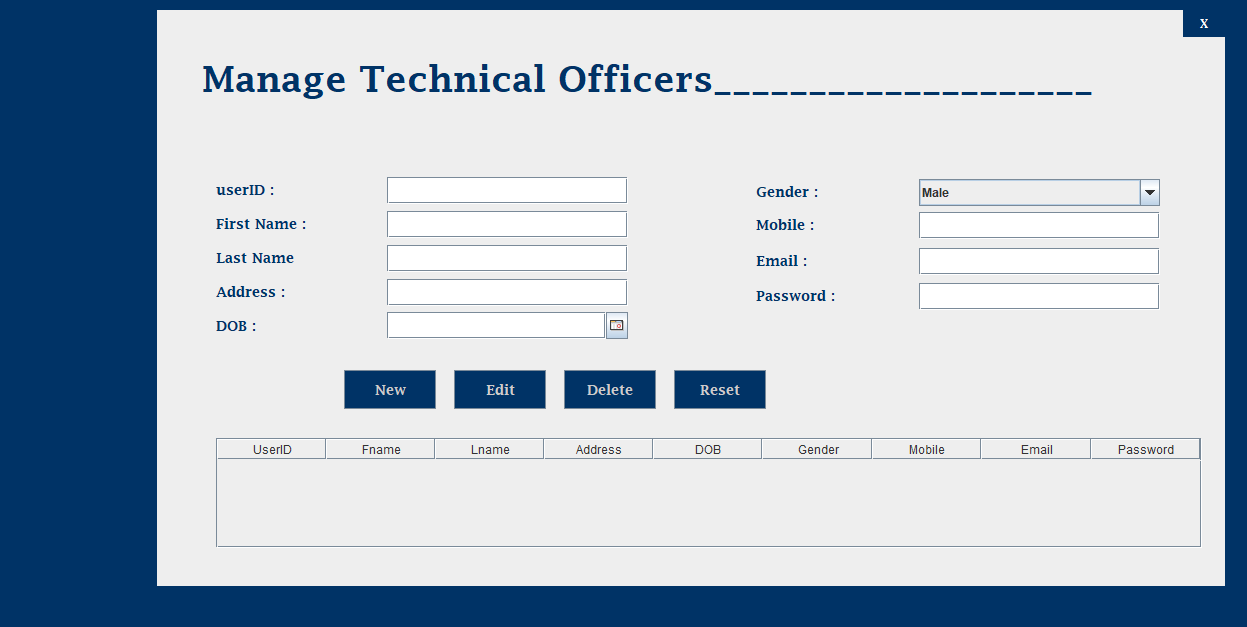 x
Manage Technical Officers____________________
userID :
Gender :
Male
First Name :
Mobile :
Last Name
Email :
Address :
Password :
DOB :
New
Edit
Delete
Reset
UserID Fname Lname Address DOB Gender Mobile Email Password